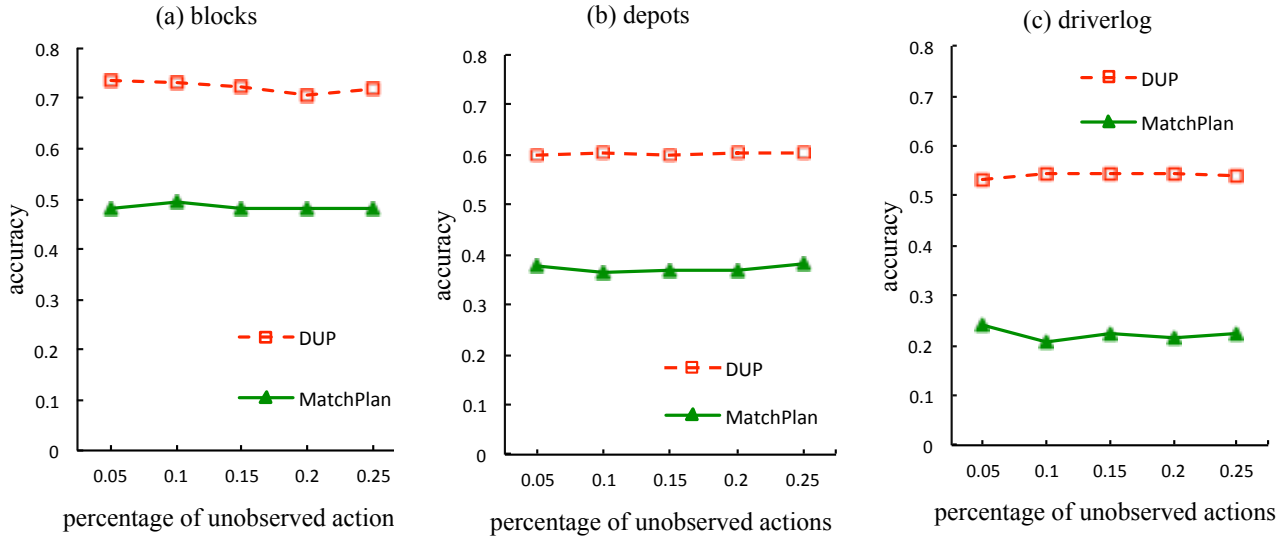 (a) blocks
0.8
0.7
0.6
0.5
0.4
0.3
0.2
0.1
0
accuracy
DUP
MatchPlan
0.05 0.1 0.15 0.2 0.25
percentage of unobserved action
(b) depots
0.8
0.7
0.6
0.5
0.4
0.3
0.2
0.1
0
accuracy
DUP
MatchPlan
0.05 0.1 0.15 0.2 0.25
percentage of unobserved actions
(c) driverlog
0.8
0.7
0.6
0.5
0.4
0.3
0.2
0.1
0
accuracy
DUP
MatchPlan
0.05 0.1 0.15 0.2 0.25
percentage of unobserved actions